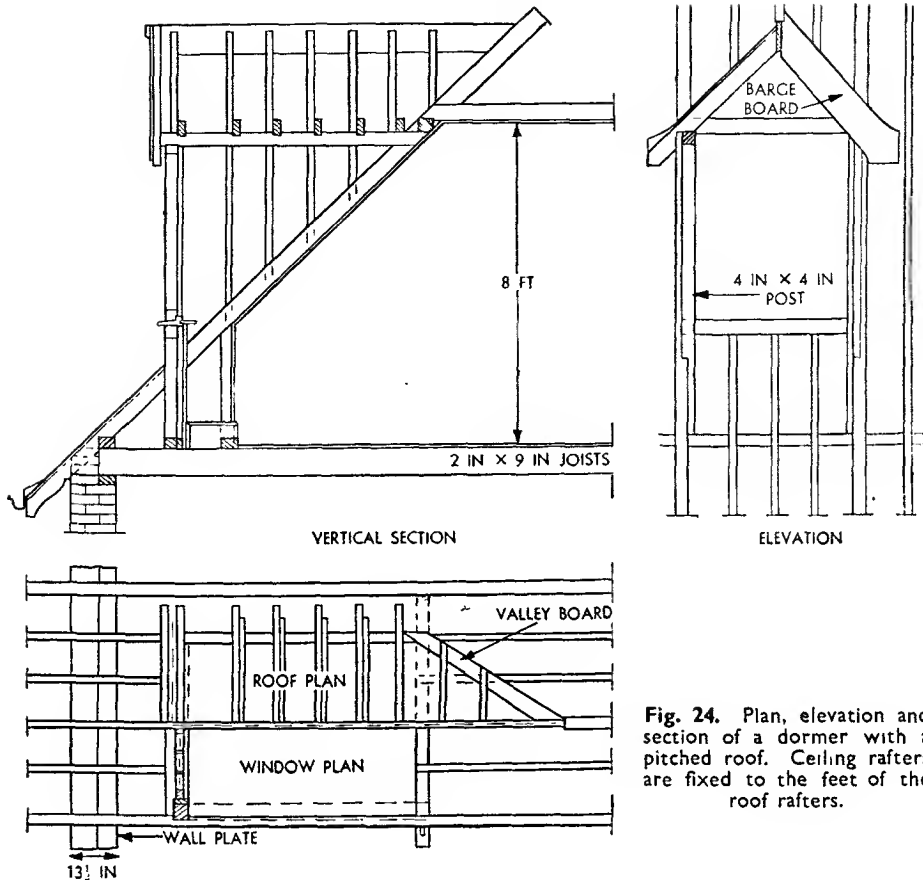 BARGE
BOARD
8 FT
4 IN × 4 IN
POST
2 IN × 9 IN JOISTS
VERTICAL SECTION
ELEVATION
VALLEY BOARD
ROOF PLAN
WINDOW PLAN
WALL PLATE
13½ IN
Fig. 24. Plan, elevation and
section of a dormer with
pitched roof. Ceiling rafter
are fixed to the feet of the
roof rafters.